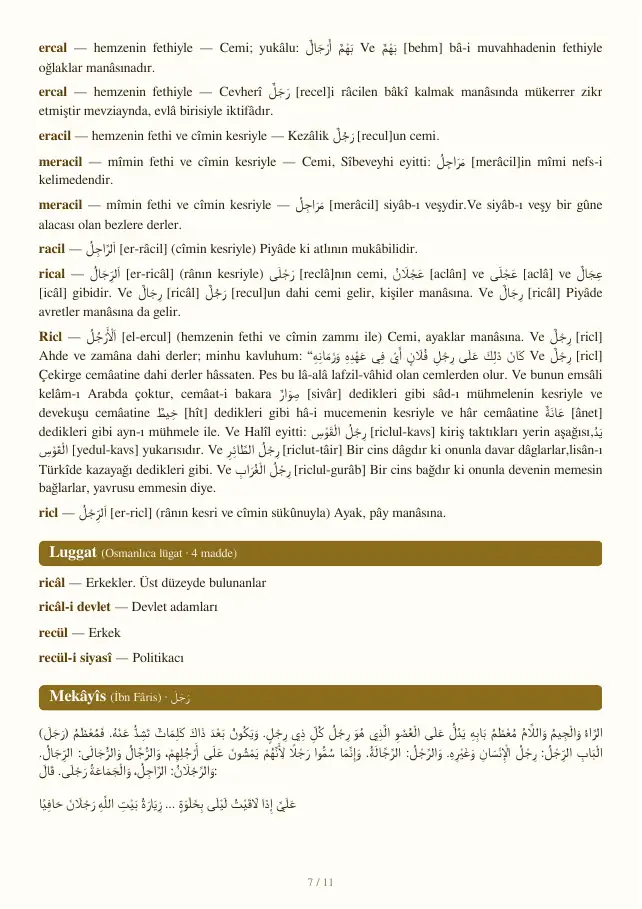 ercal — hemzenin fethiyle — Cemi; yukâlu: بَهْمٌ أَرْجَالٌ Ve بَهْمٌ [behm] bâ-i muvahhadenin fethiyle
oğlaklar manâsınadır.
ercal — hemzenin fethiyle — Cevherî رَجَلٌ [recel]i râcilen bâkî kalmak manâsında mükerrer zikr
etmiştir mevziaynda, evlâ birisiyle iktifâdır.
eracil — hemzenin fethi ve cîmin kesriyle — Kezâlik رَجُلٌ [recul]un cemi.
meracil — mîmin fethi ve cîmin kesriyle — Cemi, Sîbeveyhi eyitti: مَرَاجِلُ [merâcil]in mîmi nefs-i
kelimedendir.
meracil — mîmin fethi ve cîmin kesriyle — مَرَاجِلُ [merâcil] siyâb-ı veşydir.Ve siyâb-ı veşy bir gûne
alacası olan bezlere derler.
racil — اَلرَّاجِلُ [er-râcil] (cîmin kesriyle) Piyâde ki atlının mukâbilidir.
rical — اَلرِّجَالُ [er-ricâl] (rânın kesriyle) رَجْلَى [reclâ]nın cemi, عَجْلَانُ [aclân] ve عَجْلَى [aclâ] ve عِجَالٌ
[icâl] gibidir. Ve رِجَالٌ [ricâl] رَجُلٌ [recul]un dahi cemi gelir, kişiler manâsına. Ve رِجَالٌ [ricâl] Piyâde
avretler manâsına da gelir.
Ricl — اَلْأَرْجُلُ [el-ercul] (hemzenin fethi ve cîmin zammı ile) Cemi, ayaklar manâsına. Ve رِجْلٌ [ricl]
Ahde ve zamâna dahi derler; minhu kavluhum: “كَانَ ذَلِكَ عَلَى رِجْلِ فُلَانٍ أَيْ فِي عَهْدِهِ وَزَمَانِهِ Ve رِجْلٌ [ricl]
Çekirge cemâatine dahi derler hâssaten. Pes bu lâ-alâ lafzil-vâhid olan cemlerden olur. Ve bunun emsâli
kelâm-ı Arabda çoktur, cemâat-i bakara صِوَارٌ [sivâr] dedikleri gibi sâd-ı mühmelenin kesriyle ve
devekuşu cemâatine خِيطٌ [hît] dedikleri gibi hâ-i mucemenin kesriyle ve hâr cemâatine عَانَةٌ [ânet]
dedikleri gibi ayn-ı mühmele ile. Ve Halîl eyitti: رِجْلُ الْقَوْسِ [riclul-kavs] kiriş taktıkları yerin aşağısı,يَدُ
الْقَوْسِ [yedul-kavs] yukarısıdır. Ve رِجْلُ الطَّائِرِ [riclut-tâir] Bir cins dâgdır ki onunla davar dâglarlar,lisân-ı
Türkîde kazayağı dedikleri gibi. Ve رِجْلُ الْغُرَابِ [riclul-gurâb] Bir cins bağdır ki onunla devenin memesin
bağlarlar, yavrusu emmesin diye.
ricl — اَلرِّجْلُ [er-ricl] (rânın kesri ve cîmin sükûnuyla) Ayak, pây manâsına.
Luggat (Osmanlıca lügat · 4 madde)
ricâl — Erkekler. Üst düzeyde bulunanlar
ricâl-i devlet — Devlet adamları
recül — Erkek
recül-i siyasî — Politikacı
Mekâyîs (İbn Fâris) · رَجَلَ
(رَجَلَ) الرَّاءُ وَالْجِيمُ وَاللَّامُ مُعْظَمُ بَابِهِ يَدُلُّ عَلَى الْعُضْوِ الَّذِي هُوَ رِجْلُ كُلِّ ذِي رِجْلٍ. وَيَكُونُ بَعْدَ ذَاكَ كَلِمَاتٌ تَشِذُّ عَنْهُ. فَمُعْظَمُ
الْبَابِ الرِّجْلُ: رِجْلُ الْإِنْسَانِ وَغَيْرِهِ. وَالرَّجْلُ: الرَّجَّالَةُ. وَإِنَّمَا سُمُّوا رَجْلًا لِأَنَّهُمْ يَمْشُونَ عَلَى أَرْجُلِهِمْ، وَالرُّجَّالُ وَالرُّجَالَى: الرِّجَالُ.
وَالرَّجْلَانُ: الرَّاجِلُ، وَالْجَمَاعَةُ رَجْلَى. قَالَ:
عَلَيَّ إِذَا لَاقَيْتُ لَيْلَى بِخَلْوَةٍ ... زِيَارَةُ بَيْتِ اللَّهِ رَجْلَانَ حَافِيًا
7 / 11